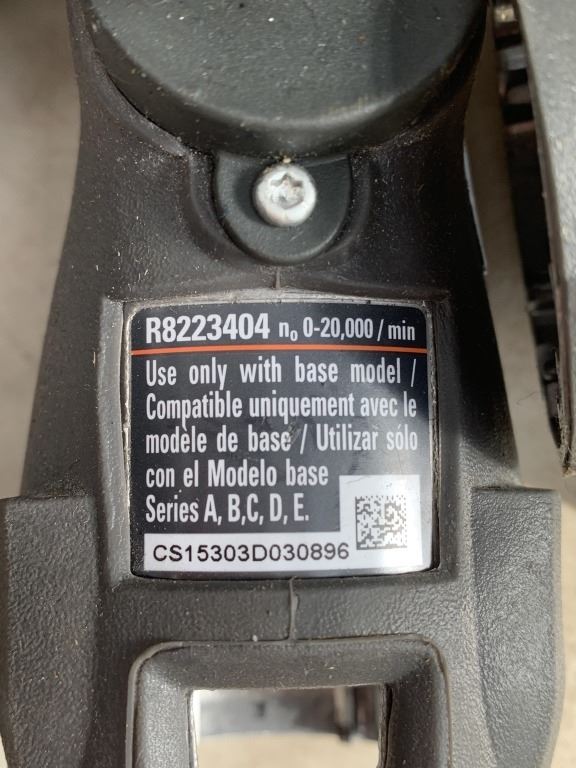 R8223404 n₀ 0-20,000 / min
Use only with base model /
Compatible uniquement avec le
modèle de base / Utilizar sólo
con el Modelo base
Series A, B,C, D, E.
CS15303D030896